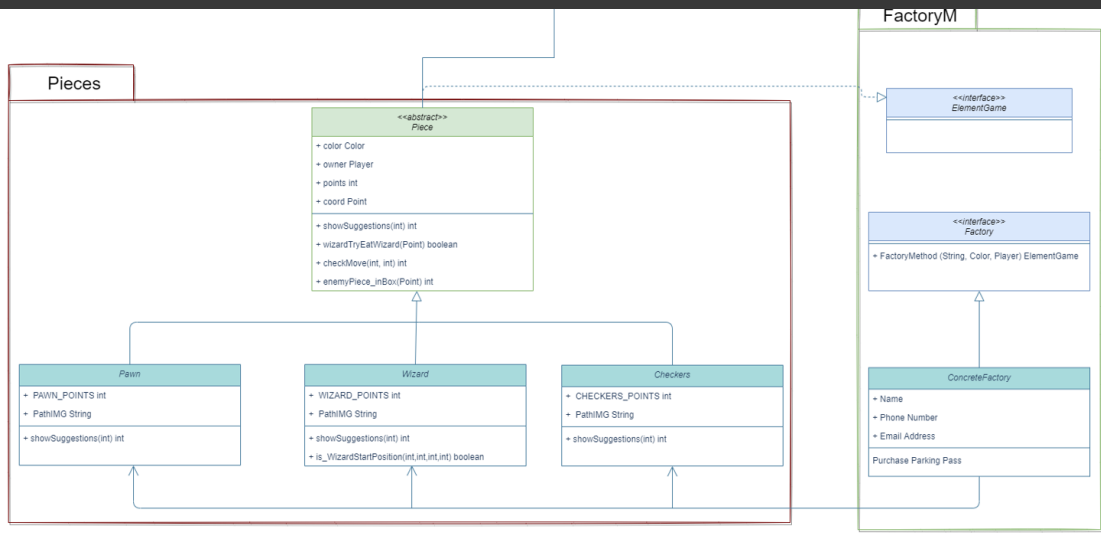 FactoryM
Pieces
<<abstract>>
Piece
+ color Color
+ owner Player
+ points int
+ coord Point
+ showSuggestions(int) int
+ wizardTryEatWizard(Point) boolean
+ checkMove(int, int) int
+ enemyPiece_inBox(Point) int
<<interface>>
ElementGame
<<interface>>
Factory
+ FactoryMethod (String, Color, Player) ElementGame
Pawn
+ PAWN_POINTS int
+ PathIMG String
+ showSuggestions(int) int
Wizard
+ WIZARD_POINTS int
+ PathIMG String
+ showSuggestions(int) int
+ is_WizardStartPosition(int,int,int,int) boolean
Checkers
+ CHECKERS_POINTS int
+ PathIMG String
+ showSuggestions(int) int
ConcreteFactory
+ Name
+ Phone Number
+ Email Address
Purchase Parking Pass